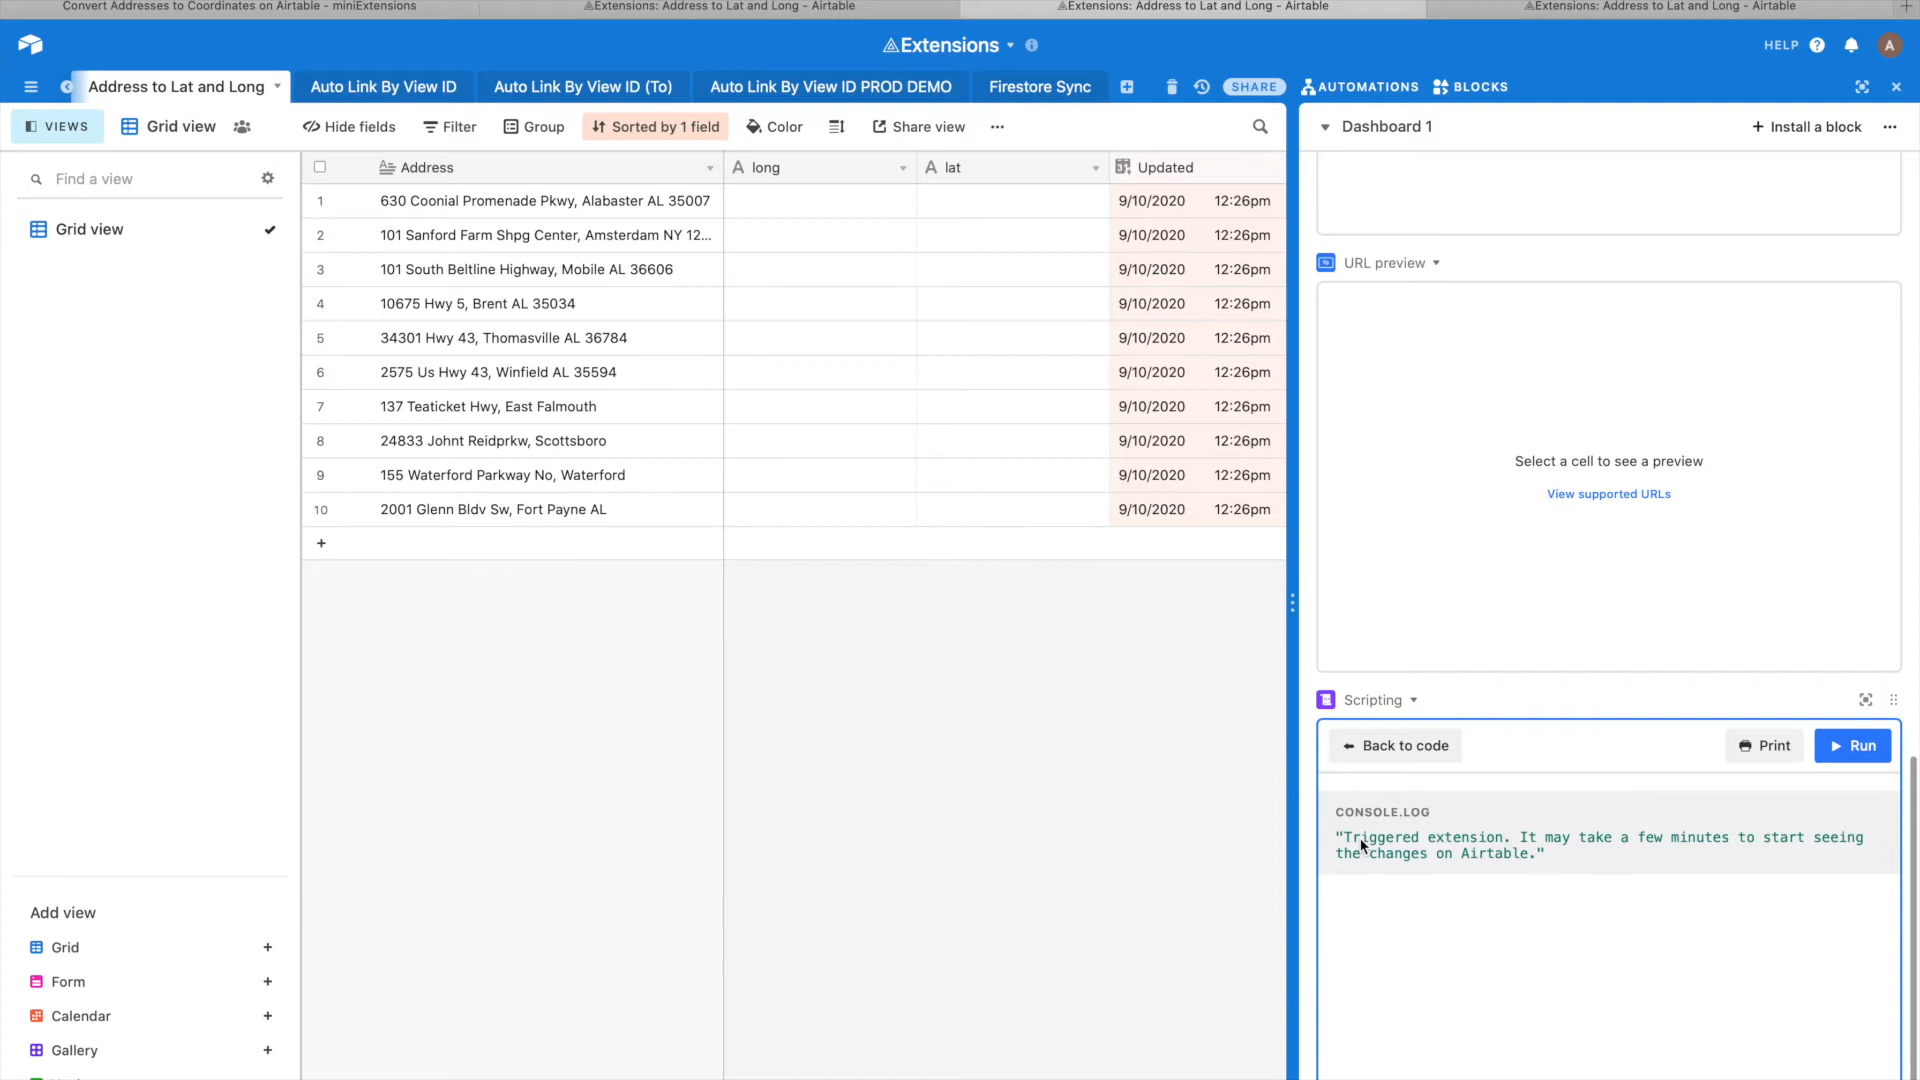 Convert Addresses to Coordinates on Airtable - miniExtensions
Extensions: Address to Lat and Long - Airtable
Extensions: Address to Lat and Long - Airtable
Extensions: Address to Lat and Long - Airtable
Extensions
HELP
A
Address to Lat and Long
Auto Link By View ID
Auto Link By View ID (To)
Auto Link By View ID PROD DEMO
Firestore Sync
SHARE
AUTOMATIONS
BLOCKS
VIEWS
Grid view
Hide fields
Filter
Group
Sorted by 1 field
Color
Share view
Dashboard 1
+ Install a block
Find a view
Grid view
Address
long
lat
Updated
1 630 Coonial Promenade Pkwy, Alabaster AL 35007 9/10/2020 12:26pm
2 101 Sanford Farm Shpg Center, Amsterdam NY 12... 9/10/2020 12:26pm
3 101 South Beltline Highway, Mobile AL 36606 9/10/2020 12:26pm
4 10675 Hwy 5, Brent AL 35034 9/10/2020 12:26pm
5 34301 Hwy 43, Thomasville AL 36784 9/10/2020 12:26pm
6 2575 Us Hwy 43, Winfield AL 35594 9/10/2020 12:26pm
7 137 Teaticket Hwy, East Falmouth 9/10/2020 12:26pm
8 24833 Johnt Reidprkw, Scottsboro 9/10/2020 12:26pm
9 155 Waterford Parkway No, Waterford 9/10/2020 12:26pm
10 2001 Glenn Bldv Sw, Fort Payne AL 9/10/2020 12:26pm
+
Add view
Grid +
Form +
Calendar +
Gallery +
URL preview
Select a cell to see a preview
View supported URLs
Scripting
Back to code
Print
Run
CONSOLE.LOG
"Triggered extension. It may take a few minutes to start seeing
the changes on Airtable."